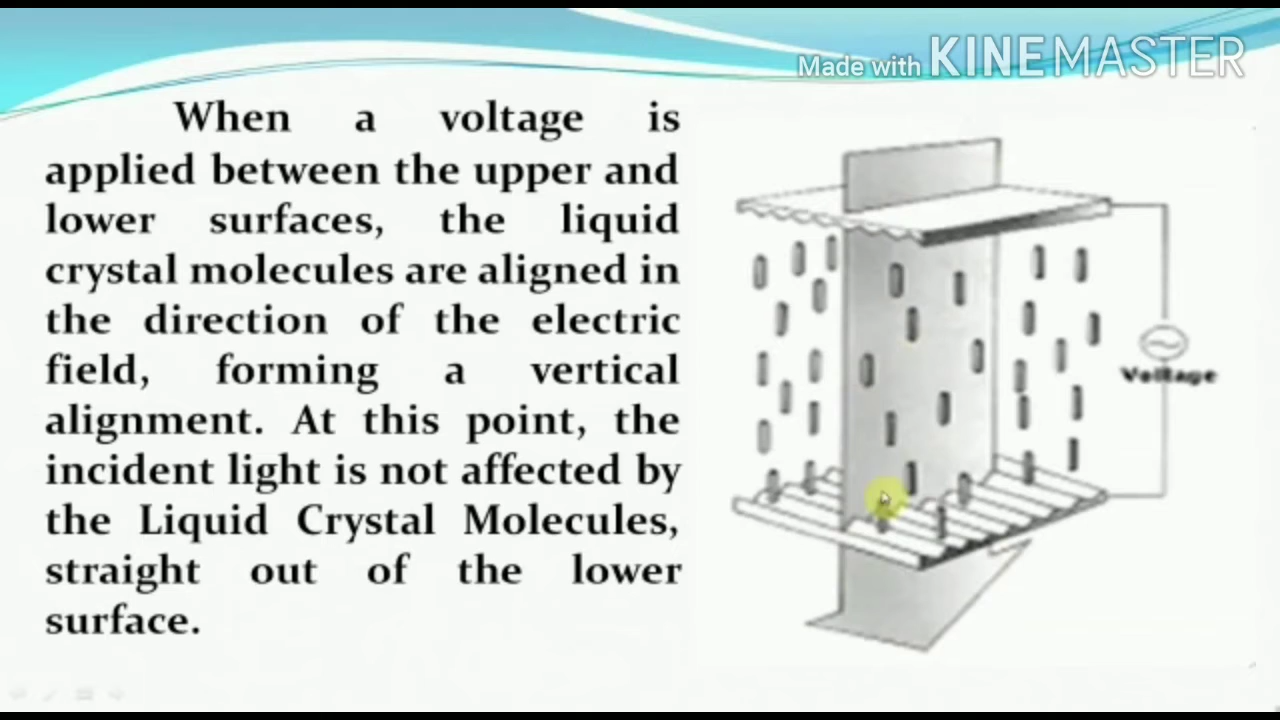 Made with KINEMASTER
When a voltage is
applied between the upper and
lower surfaces, the liquid
crystal molecules are aligned in
the direction of the electric
field, forming a vertical
alignment. At this point, the
incident light is not affected by
the Liquid Crystal Molecules,
straight out of the lower
surface.
Voltage